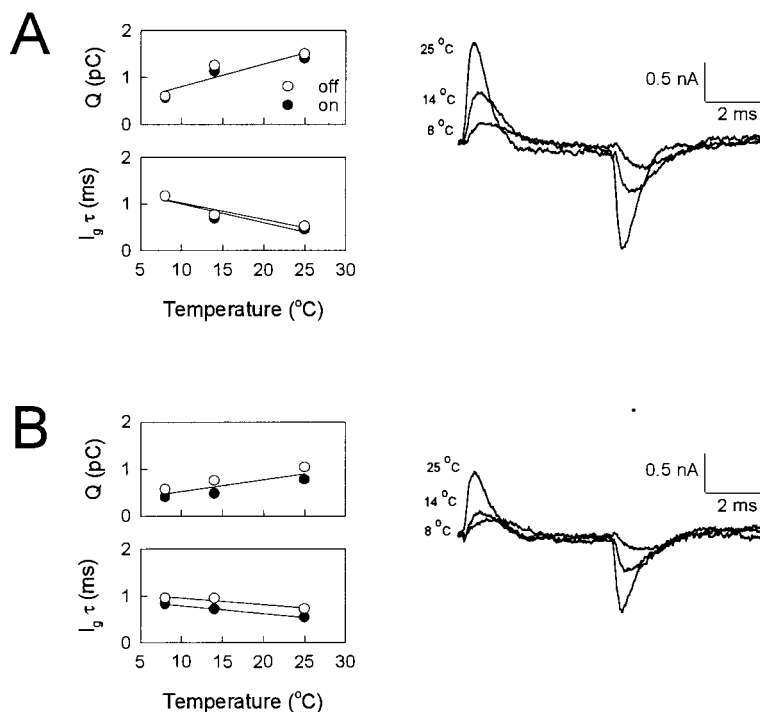 A
Q (pC)
2
1
0
off
on
I_g τ (ms)
2
1
0
5 10 15 20 25 30
Temperature (°C)
25 °C
14 °C
8 °C
0.5 nA
2 ms
B
Q (pC)
2
1
0
I_g τ (ms)
2
1
0
5 10 15 20 25 30
Temperature (°C)
25 °C
14 °C
8 °C
0.5 nA
2 ms